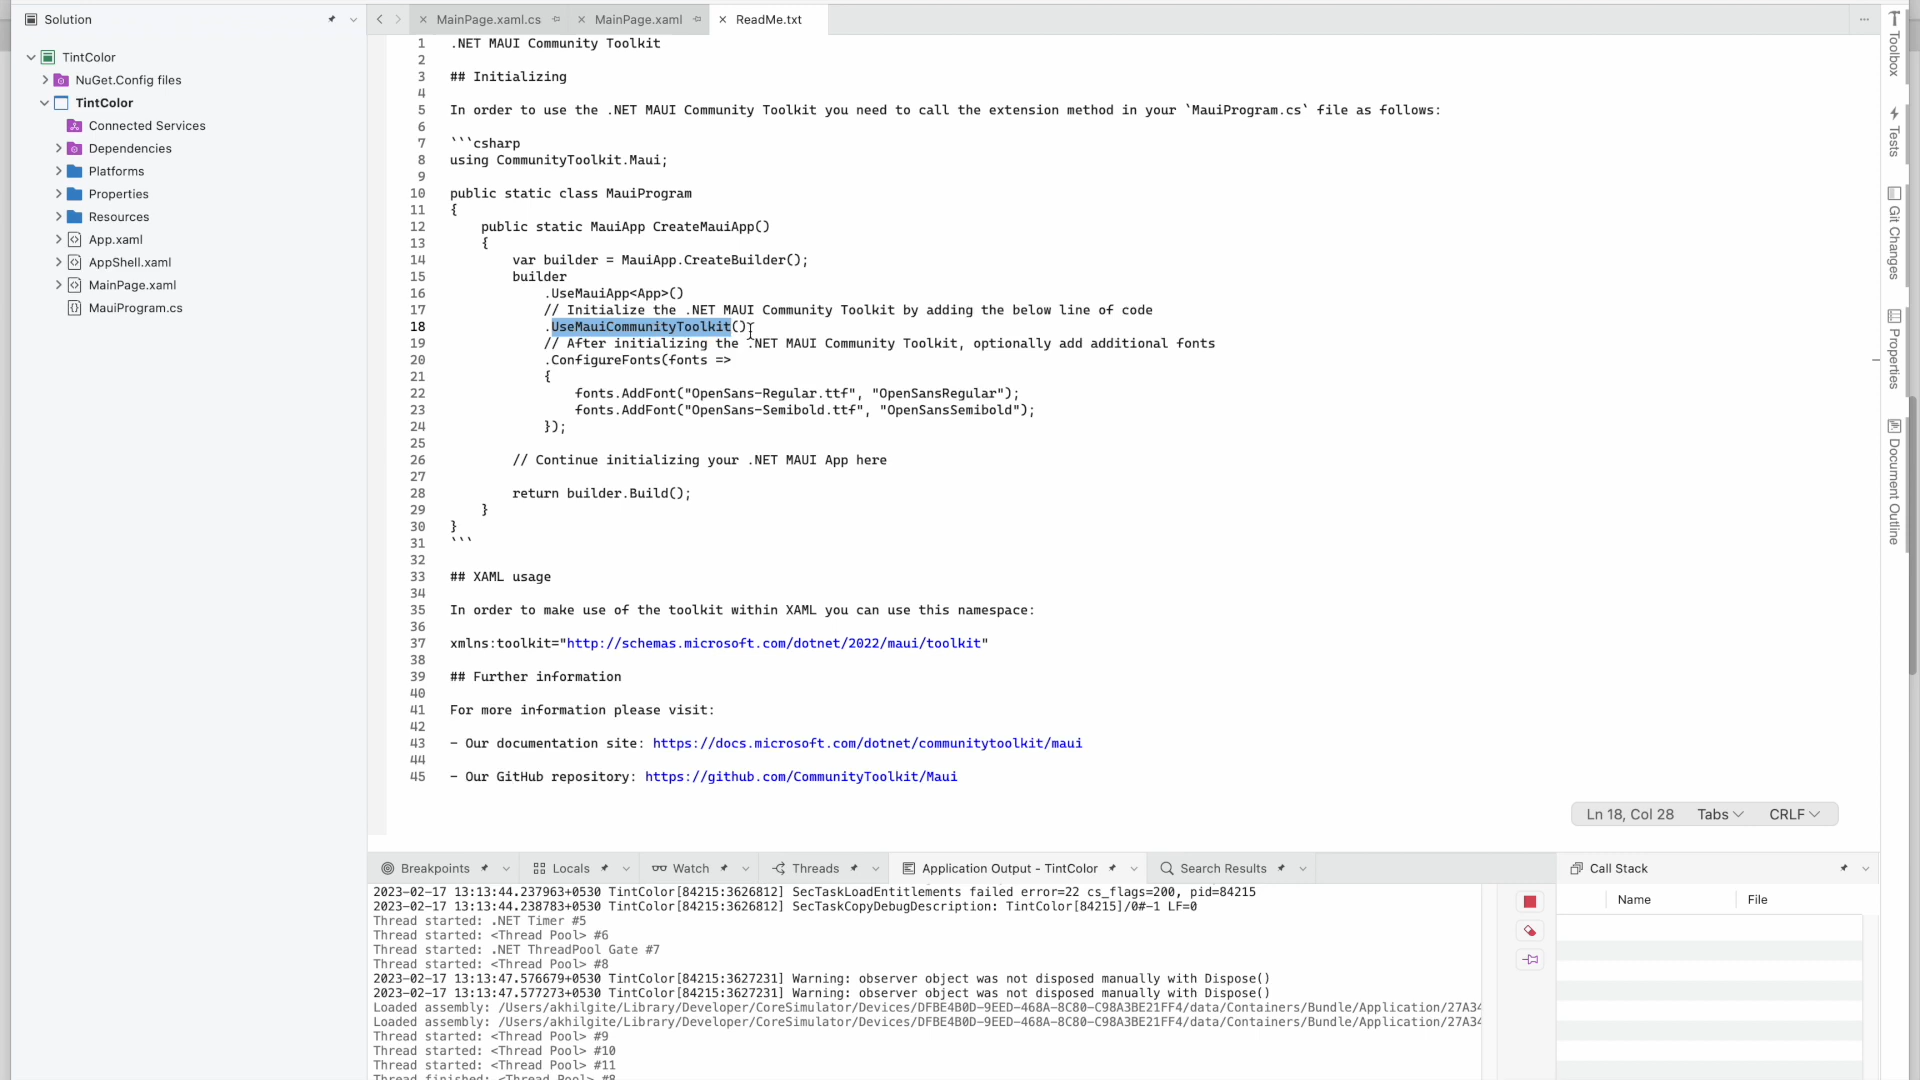 Solution
TintColor
NuGet.Config files
TintColor
Connected Services
Dependencies
Platforms
Properties
Resources
App.xaml
AppShell.xaml
MainPage.xaml
MauiProgram.cs
MainPage.xaml.cs
MainPage.xaml
ReadMe.txt
1 .NET MAUI Community Toolkit
2
3 ## Initializing
4
5 In order to use the .NET MAUI Community Toolkit you need to call the extension method in your `MauiProgram.cs` file as follows:
6
7 ```csharp
8 using CommunityToolkit.Maui;
9
10 public static class MauiProgram
11 {
12 public static MauiApp CreateMauiApp()
13 {
14 var builder = MauiApp.CreateBuilder();
15 builder
16 .UseMauiApp<App>()
17 // Initialize the .NET MAUI Community Toolkit by adding the below line of code
18 .UseMauiCommunityToolkit()
19 // After initializing the .NET MAUI Community Toolkit, optionally add additional fonts
20 .ConfigureFonts(fonts =>
21 {
22 fonts.AddFont("OpenSans-Regular.ttf", "OpenSansRegular");
23 fonts.AddFont("OpenSans-Semibold.ttf", "OpenSansSemibold");
24 });
25
26 // Continue initializing your .NET MAUI App here
27
28 return builder.Build();
29 }
30 }
31 ```
32
33 ## XAML usage
34
35 In order to make use of the toolkit within XAML you can use this namespace:
36
37 xmlns:toolkit="http://schemas.microsoft.com/dotnet/2022/maui/toolkit"
38
39 ## Further information
40
41 For more information please visit:
42
43 - Our documentation site: https://docs.microsoft.com/dotnet/communitytoolkit/maui
44
45 - Our GitHub repository: https://github.com/CommunityToolkit/Maui
Ln 18, Col 28 Tabs CRLF
Toolbox
Tests
Git Changes
Properties
Document Outline
Breakpoints Locals Watch Threads Application Output - TintColor Search Results
2023-02-17 13:13:44.237963+0530 TintColor[84215:3626812] SecTaskLoadEntitlements failed error=22 cs_flags=200, pid=84215
2023-02-17 13:13:44.238783+0530 TintColor[84215:3626812] SecTaskCopyDebugDescription: TintColor[84215]/0#-1 LF=0
Thread started: .NET Timer #5
Thread started: <Thread Pool> #6
Thread started: .NET ThreadPool Gate #7
Thread started: <Thread Pool> #8
2023-02-17 13:13:47.576679+0530 TintColor[84215:3627231] Warning: observer object was not disposed manually with Dispose()
2023-02-17 13:13:47.577273+0530 TintColor[84215:3627231] Warning: observer object was not disposed manually with Dispose()
Loaded assembly: /Users/akhilgite/Library/Developer/CoreSimulator/Devices/DFBE4B0D-9EED-468A-8C80-C98A3BE21FF4/data/Containers/Bundle/Application/27A34
Loaded assembly: /Users/akhilgite/Library/Developer/CoreSimulator/Devices/DFBE4B0D-9EED-468A-8C80-C98A3BE21FF4/data/Containers/Bundle/Application/27A34
Thread started: <Thread Pool> #9
Thread started: <Thread Pool> #10
Thread started: <Thread Pool> #11
Thread finished: <Thread Pool> #8
Call Stack
Name File